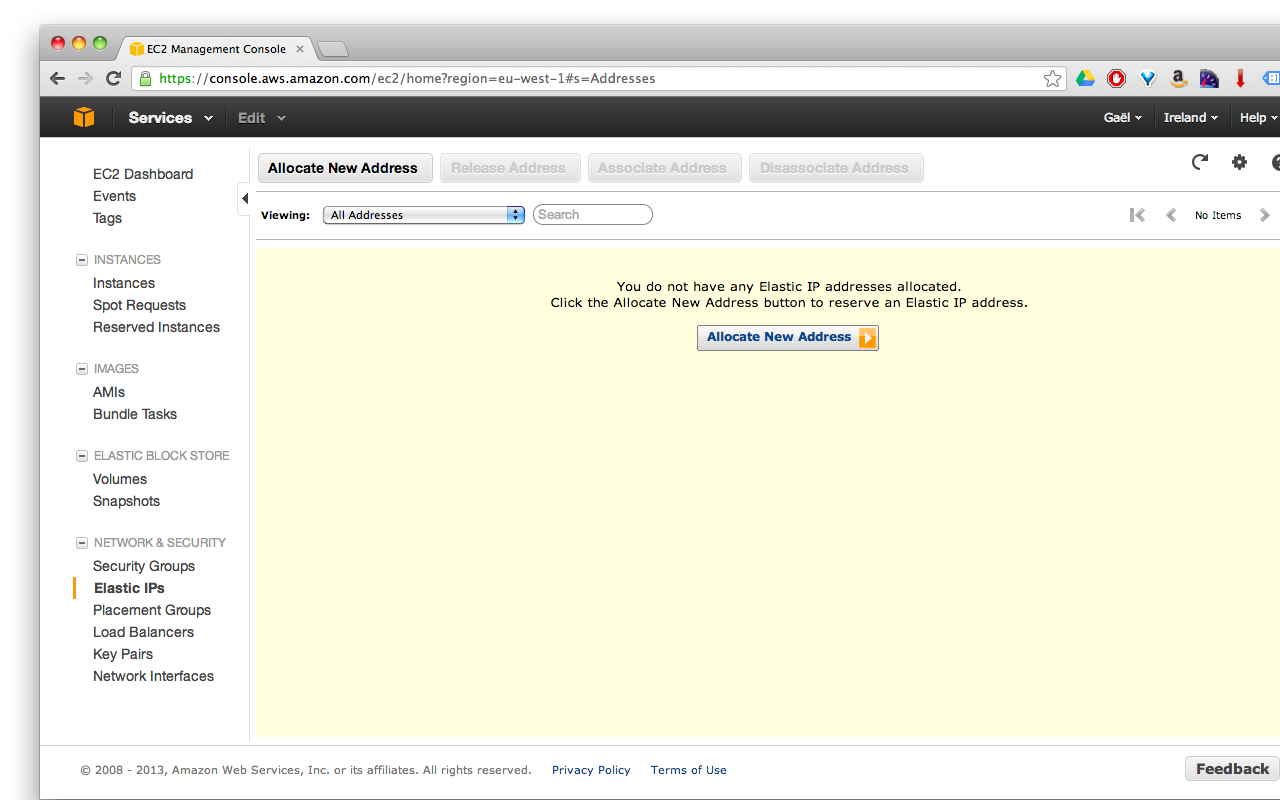 EC2 Management Console
https://console.aws.amazon.com/ec2/home?region=eu-west-1#s=Addresses
Services Edit Gaël Ireland Help
Allocate New Address Release Address Associate Address Disassociate Address
Viewing: All Addresses Search No Items
EC2 Dashboard
Events
Tags
INSTANCES
Instances
Spot Requests
Reserved Instances
IMAGES
AMIs
Bundle Tasks
ELASTIC BLOCK STORE
Volumes
Snapshots
NETWORK & SECURITY
Security Groups
Elastic IPs
Placement Groups
Load Balancers
Key Pairs
Network Interfaces
You do not have any Elastic IP addresses allocated.
Click the Allocate New Address button to reserve an Elastic IP address.
Allocate New Address
© 2008 - 2013, Amazon Web Services, Inc. or its affiliates. All rights reserved. Privacy Policy Terms of Use
Feedback